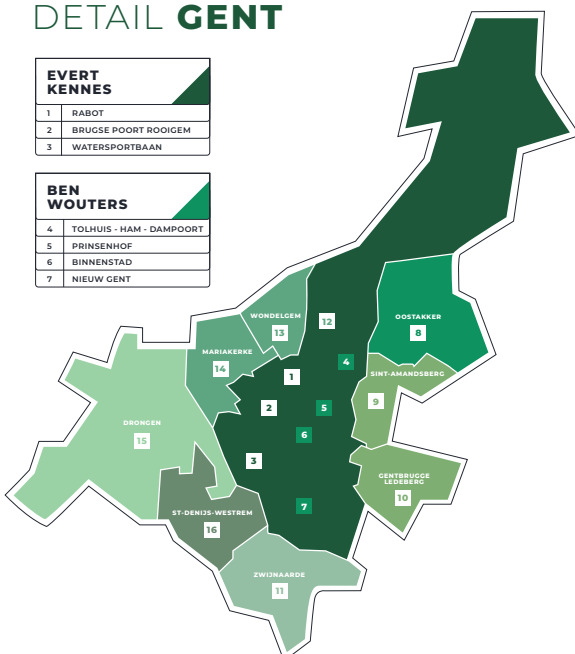 DETAIL GENT
EVERT
KENNES
1 RABOT
2 BRUGSE POORT ROOIGEM
3 WATERSPORTBAAN
BEN
WOUTERS
4 TOLHUIS - HAM - DAMPOORT
5 PRINSENHOF
6 BINNENSTAD
7 NIEUW GENT
WONDELGEM
13
12
OOSTAKKER
8
MARIAKERKE
14
4
SINT-AMANDSBERG
9
1
2
5
DRONGEN
15
6
3
GENTBRUGGE
LEDEBERG
10
7
ST-DENIJS-WESTREM
16
ZWIJNAARDE
11